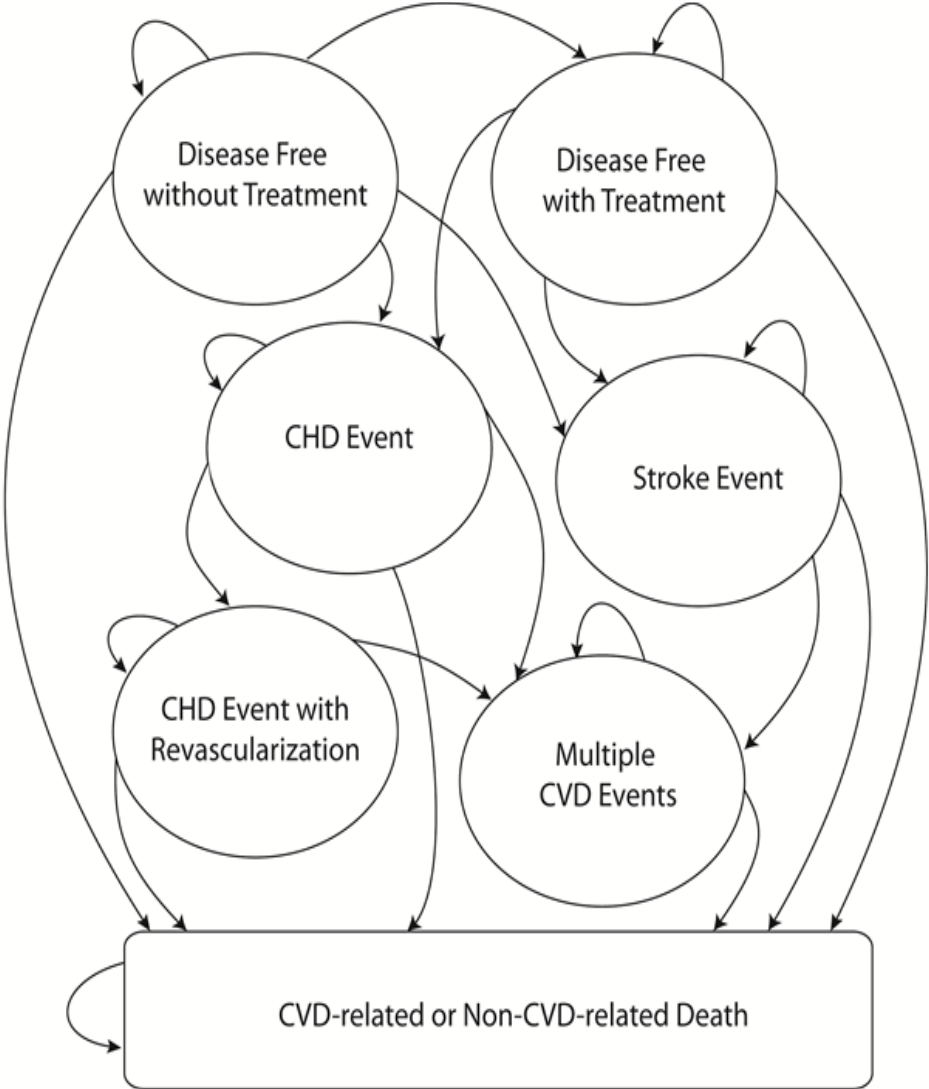 Disease Free
without Treatment
Disease Free
with Treatment
CHD Event
Stroke Event
CHD Event with
Revascularization
Multiple
CVD Events
CVD-related or Non-CVD-related Death